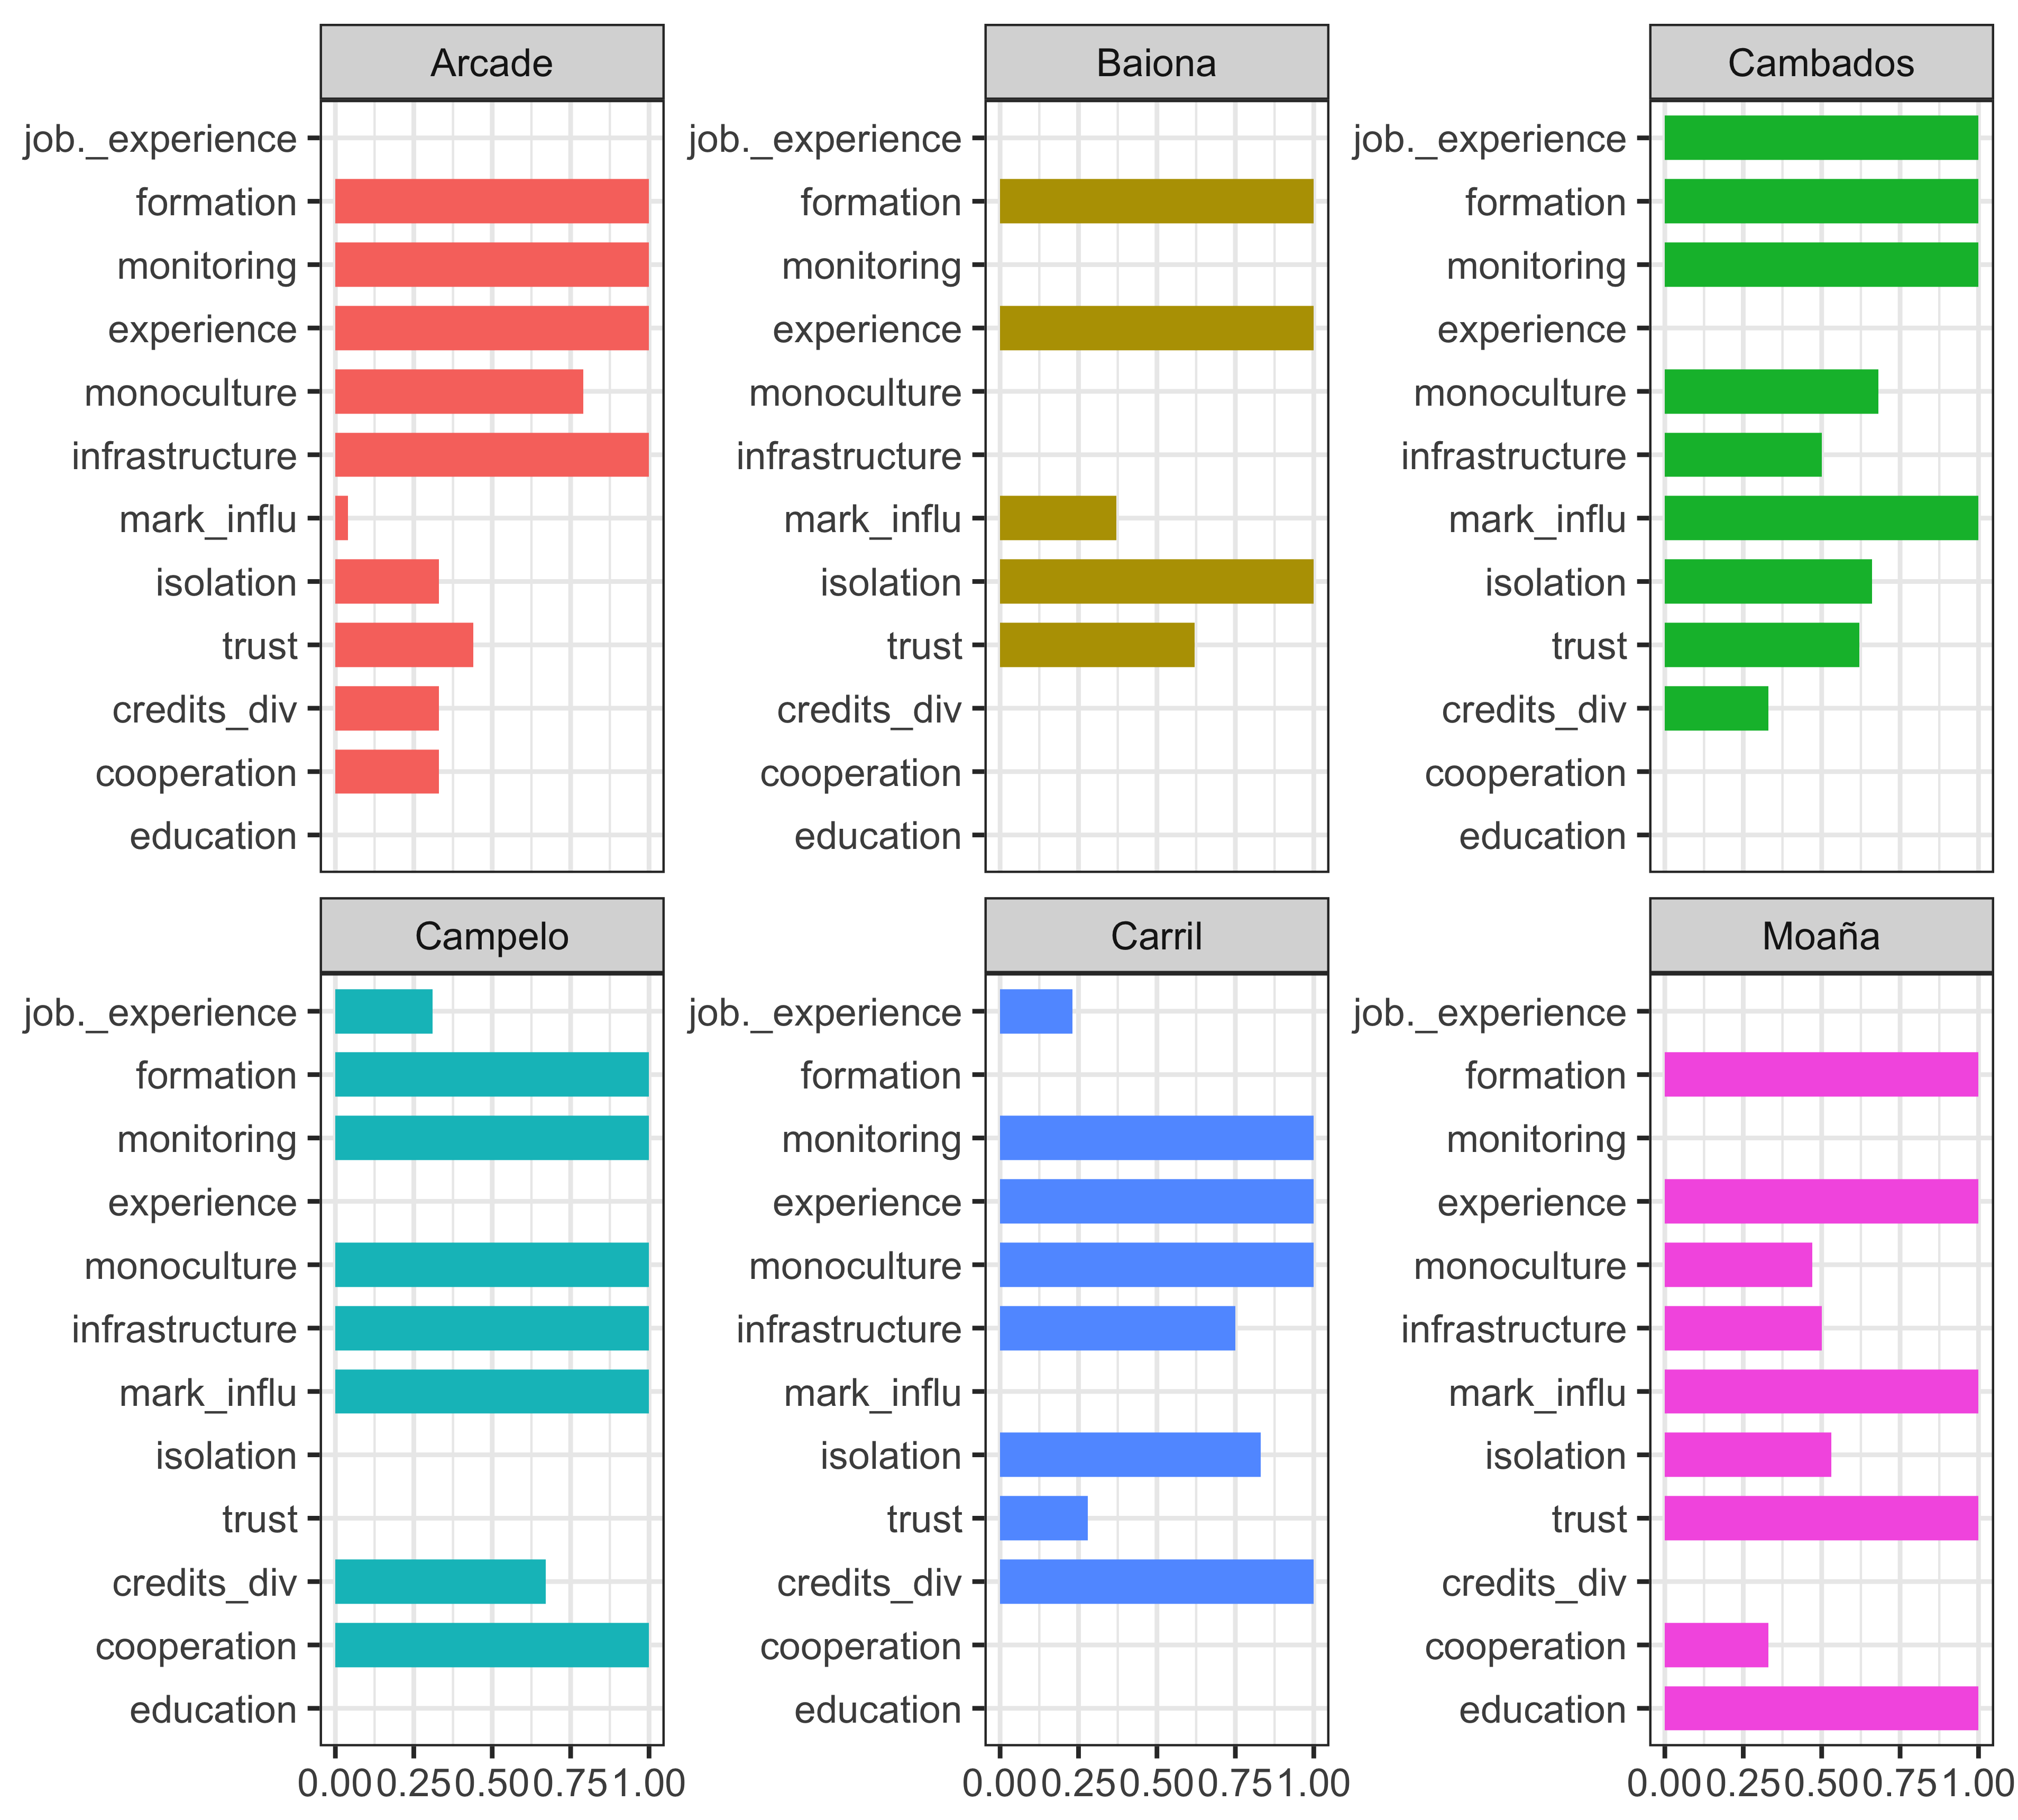 Arcade
job._experience
formation
monitoring
experience
monoculture
infrastructure
mark_influ
isolation
trust
credits_div
cooperation
education
Baiona
job._experience
formation
monitoring
experience
monoculture
infrastructure
mark_influ
isolation
trust
credits_div
cooperation
education
Cambados
job._experience
formation
monitoring
experience
monoculture
infrastructure
mark_influ
isolation
trust
credits_div
cooperation
education
Campelo
job._experience
formation
monitoring
experience
monoculture
infrastructure
mark_influ
isolation
trust
credits_div
cooperation
education
0.00 0.25 0.50 0.75 1.00
Carril
job._experience
formation
monitoring
experience
monoculture
infrastructure
mark_influ
isolation
trust
credits_div
cooperation
education
0.00 0.25 0.50 0.75 1.00
Moaña
job._experience
formation
monitoring
experience
monoculture
infrastructure
mark_influ
isolation
trust
credits_div
cooperation
education
0.00 0.25 0.50 0.75 1.00